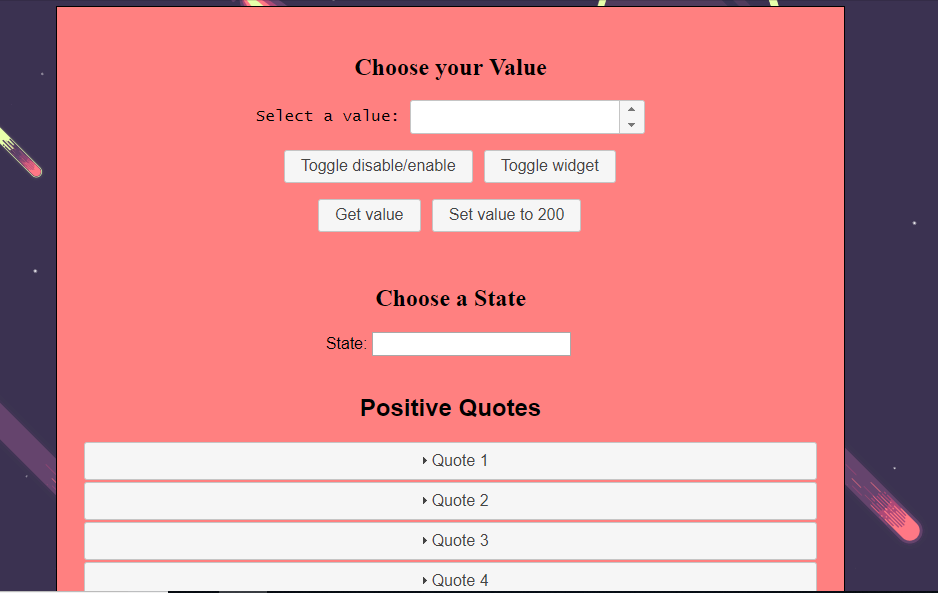 Choose your Value
Select a value:
Toggle disable/enable Toggle widget
Get value Set value to 200
Choose a State
State:
Positive Quotes
Quote 1
Quote 2
Quote 3
Quote 4